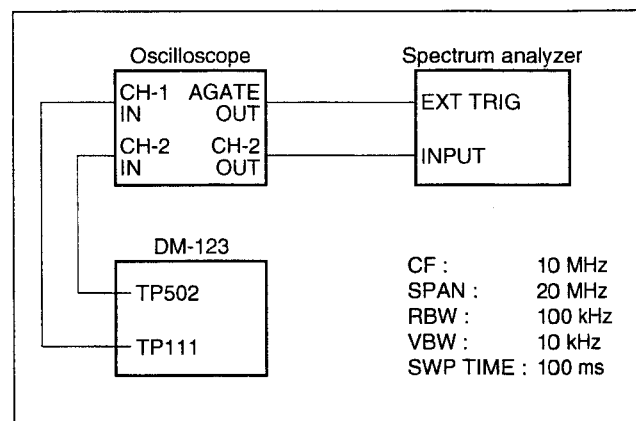 Oscilloscope
Spectrum analyzer
CH-1 AGATE
IN OUT
CH-2 CH-2
IN OUT
EXT TRIG
INPUT
DM-123
TP502
TP111
CF : 10 MHz
SPAN : 20 MHz
RBW : 100 kHz
VBW : 10 kHz
SWP TIME : 100 ms